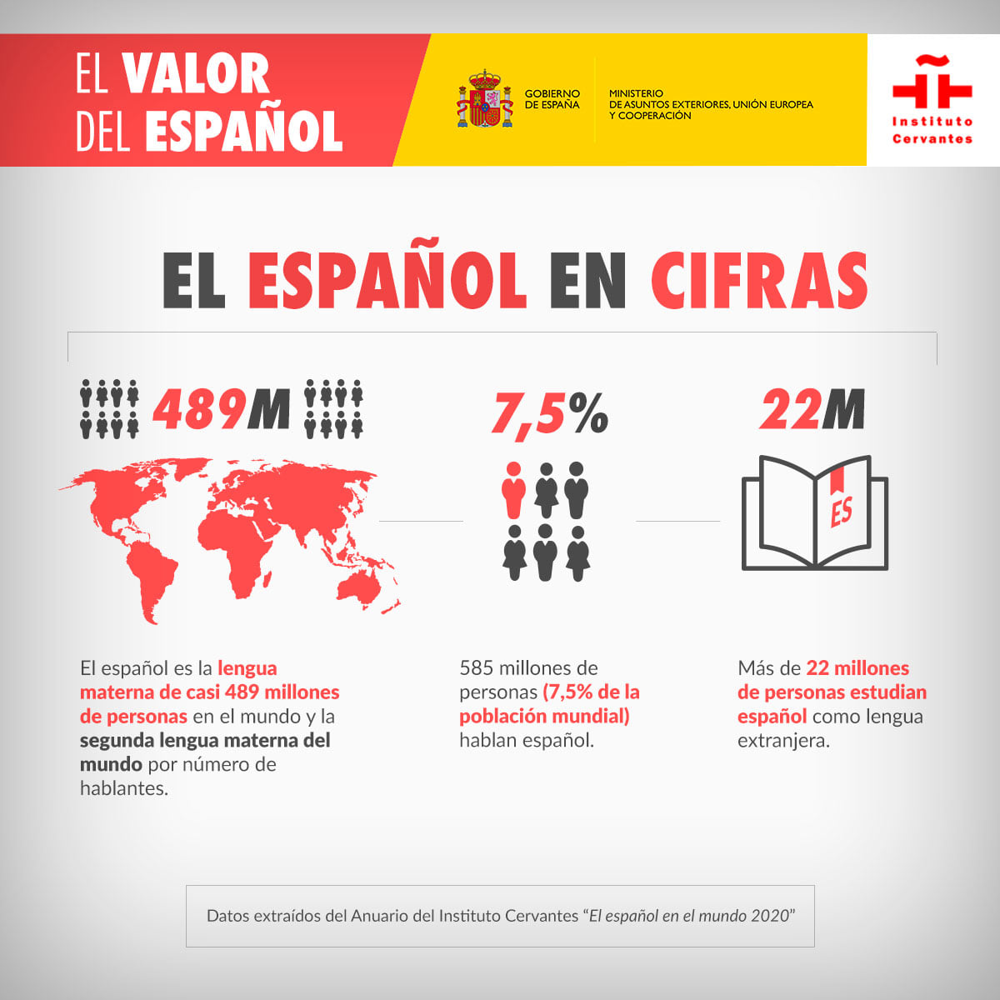 EL VALOR
DEL ESPAÑOL
GOBIERNO
DE ESPAÑA
MINISTERIO
DE ASUNTOS EXTERIORES, UNIÓN EUROPEA
Y COOPERACIÓN
Instituto
Cervantes
EL ESPAÑOL EN CIFRAS
489M
7,5%
22M
ES
El español es la lengua
materna de casi 489 millones
de personas en el mundo y la
segunda lengua materna del
mundo por número de
hablantes.
585 millones de
personas (7,5% de la
población mundial)
hablan español.
Más de 22 millones
de personas estudian
español como lengua
extranjera.
Datos extraídos del Anuario del Instituto Cervantes “El español en el mundo 2020”